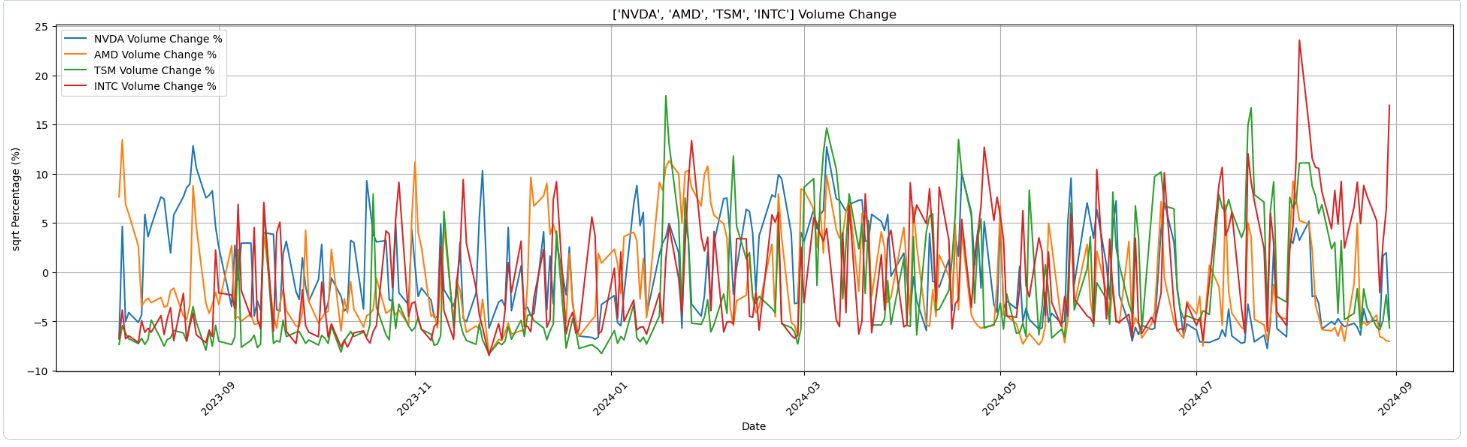 ['NVDA', 'AMD', 'TSM', 'INTC'] Volume Change
NVDA Volume Change %
AMD Volume Change %
TSM Volume Change %
INTC Volume Change %
25
20
15
10
5
0
−5
−10
sqrt Percentage (%)
2023-09
2023-11
2024-01
2024-03
2024-05
2024-07
2024-09
Date